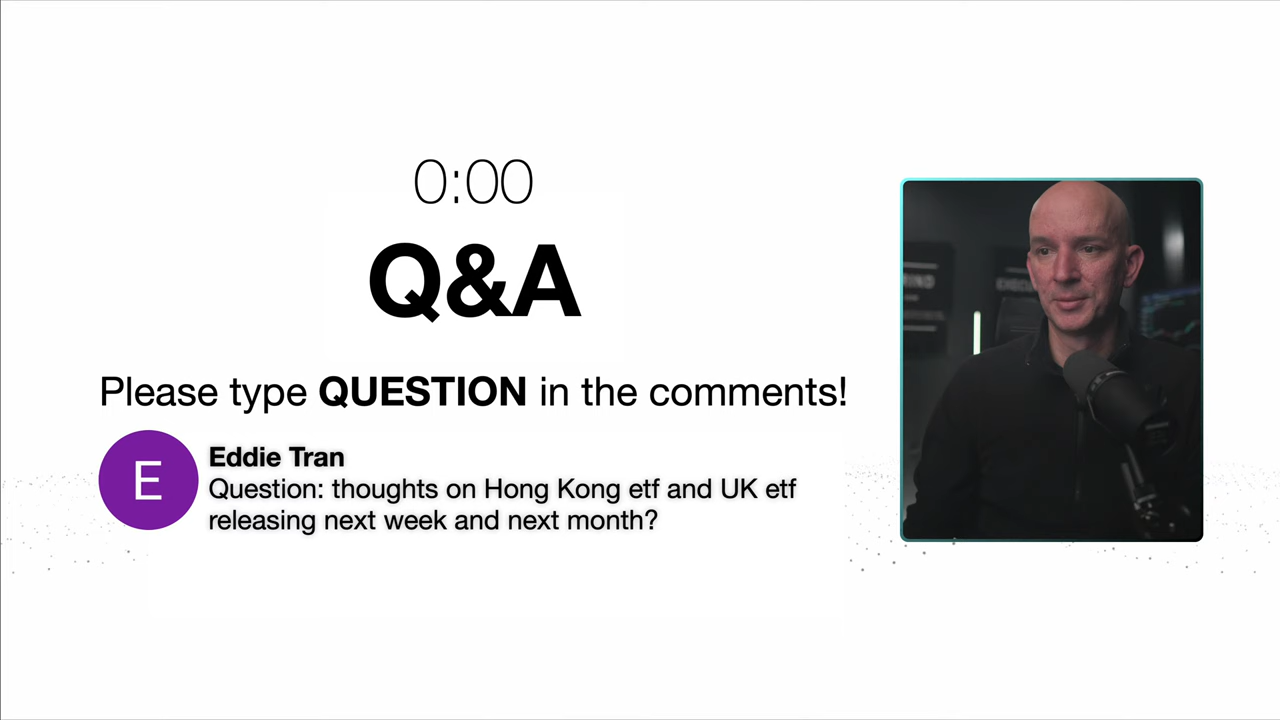 0:00
Q&A
Please type QUESTION in the comments!
E
Eddie Tran
Question: thoughts on Hong Kong etf and UK etf
releasing next week and next month?